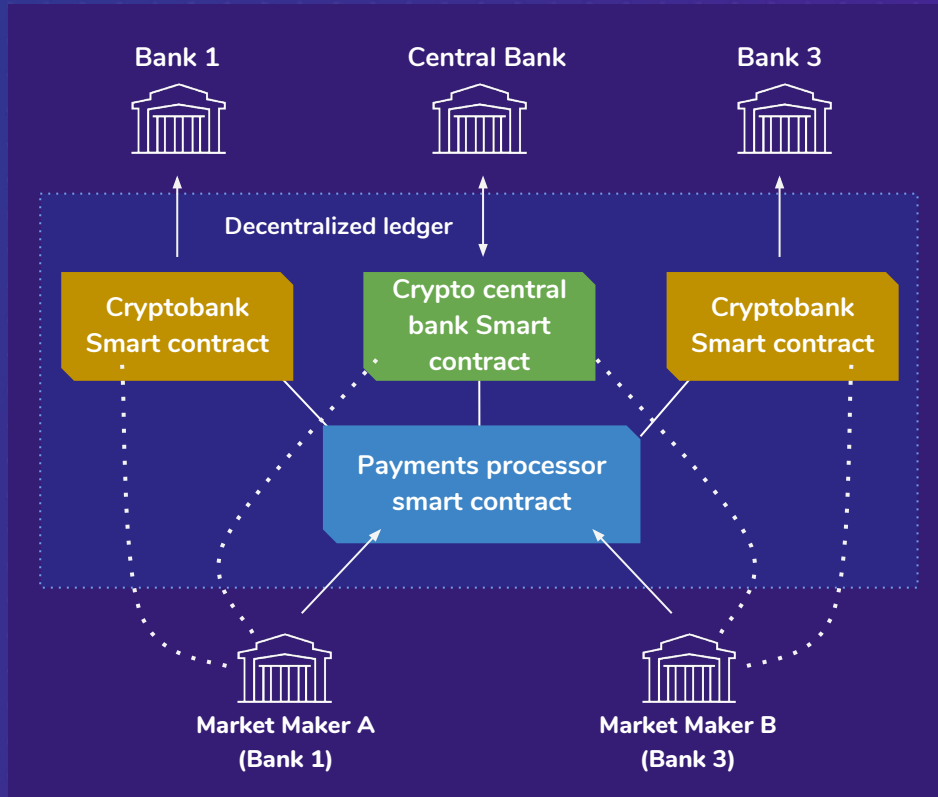 Bank 1
Central Bank
Bank 3
Decentralized ledger
Cryptobank
Smart contract
Crypto central
bank Smart
contract
Cryptobank
Smart contract
Payments processor
smart contract
Market Maker A
(Bank 1)
Market Maker B
(Bank 3)